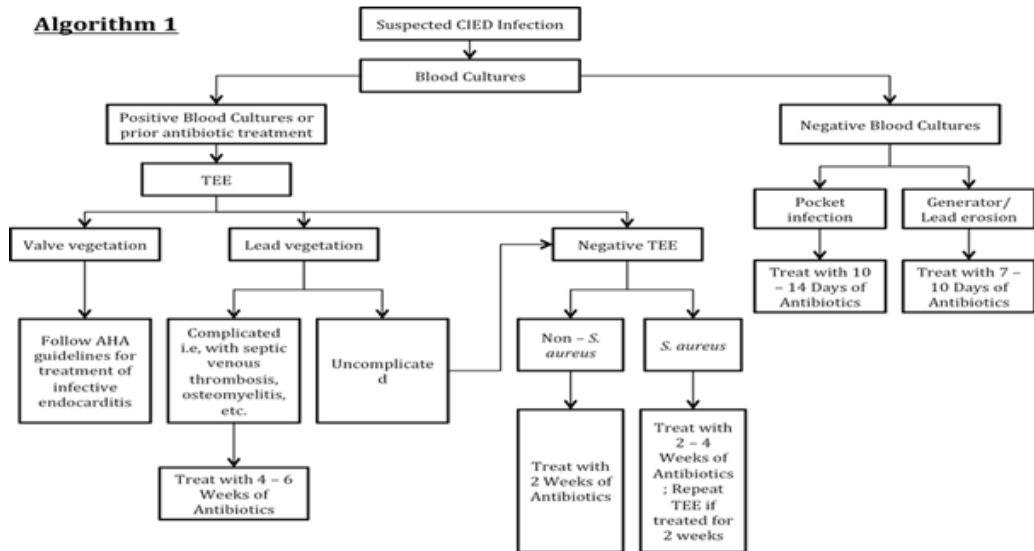 Algorithm 1
Suspected CIED Infection
Blood Cultures
Positive Blood Cultures or
prior antibiotic treatment
Negative Blood Cultures
TEE
Pocket
infection
Generator/
Lead erosion
Valve vegetation
Lead vegetation
Negative TEE
Treat with 10
– 14 Days of
Antibiotics
Treat with 7 –
10 Days of
Antibiotics
Follow AHA
guidelines for
treatment of
infective
endocarditis
Complicated
i.e, with septic
venous
thrombosis,
osteomyelitis,
etc.
Uncomplicate
d
Non – S.
aureus
S. aureus
Treat with 4 – 6
Weeks of
Antibiotics
Treat with
2 Weeks of
Antibiotics
Treat with
2 – 4
Weeks of
Antibiotics
; Repeat
TEE if
treated for
2 weeks